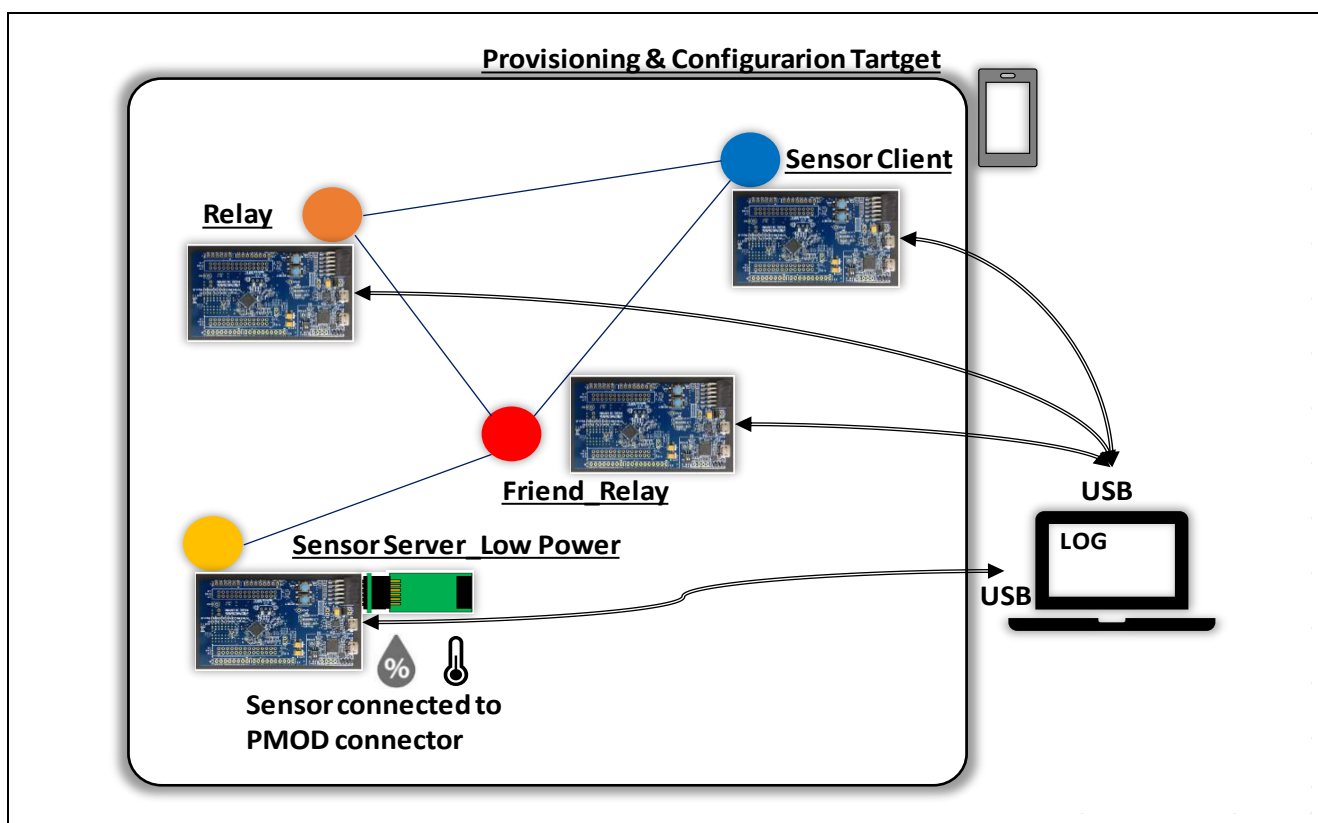 Provisioning & Configurarion Tartget
Sensor Client
Relay
Friend_Relay
USB
LOG
Sensor Server_Low Power
USB
%
Sensor connected to
PMOD connector